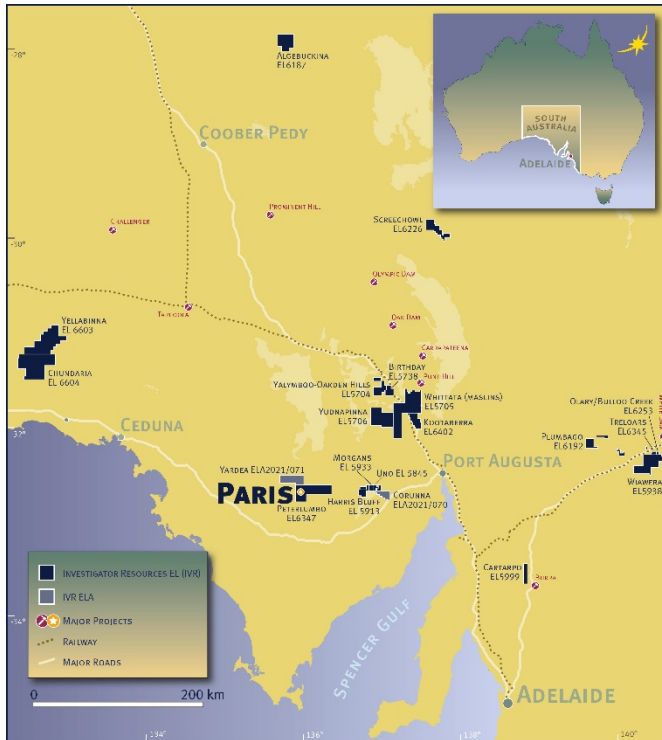 -28°
ALGEBUCKINA
EL6187
SOUTH
AUSTRALIA
ADELAIDE
COOBER PEDY
PROMINENT HILL
CHALLENGER
SCREECHOWL
EL6226
-30°
OLYMPIC DAM
TARCOOLA
OAK DAM
YELLABINNA
EL 6603
CHUNDARIA
EL 6604
CARRAPATEENA
BIRTHDAY
EL5738
YALYMBOO-OAKDEN HILLS
EL5704
PUNT HILL
WHITTATA (MASLINS)
EL5705
YUDNAPINNA
EL5706
KOOTABERRA
EL6402
OLARY/BULLOO CREEK
EL6253
TRELOARS
EL6345
PLUMBAGO
EL6192
-32°
CEDUNA
WIAWERA
EL5938
MORGANS
EL 5933
UNO EL 5845
PORT AUGUSTA
YARDEA ELA2021/071
PARIS
PETERLUMBO
EL6347
HARRIS BLUFF
EL 5913
CORUNNA
ELA2021/070
CARTARPO
EL5999
BURRA
-34°
INVESTIGATOR RESOURCES EL (IVR)
IVR ELA
MAJOR PROJECTS
RAILWAY
MAJOR ROADS
SPENCER GULF
0 200 km
ADELAIDE
134° 136° 138° 140°